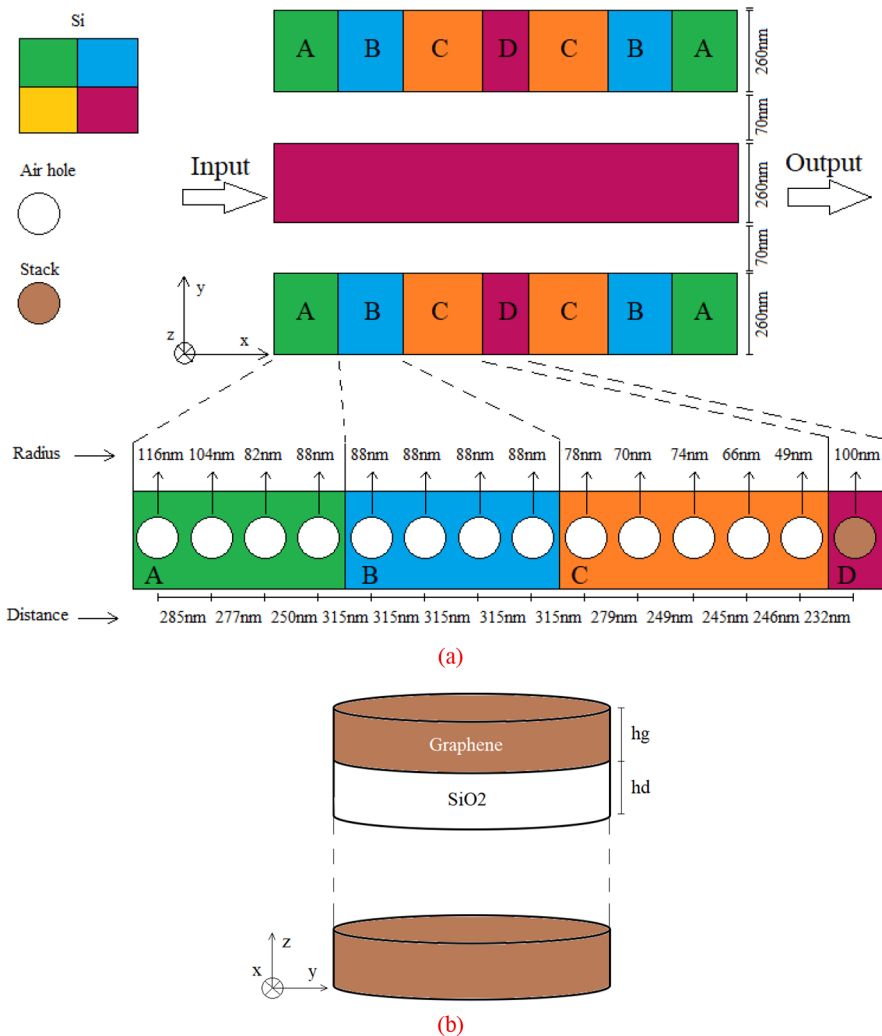 Si
Air hole
Stack
A B C D C B A
260nm
70nm
Input
Output
260nm
70nm
y
z
x
A B C D C B A
260nm
Radius
116nm 104nm 82nm 88nm 88nm 88nm 88nm 88nm 78nm 70nm 74nm 66nm 49nm 100nm
A B C D
Distance
285nm 277nm 250nm 315nm 315nm 315nm 315nm 315nm 279nm 249nm 245nm 246nm 232nm
(a)
Graphene
hg
SiO2
hd
z
x
y
(b)